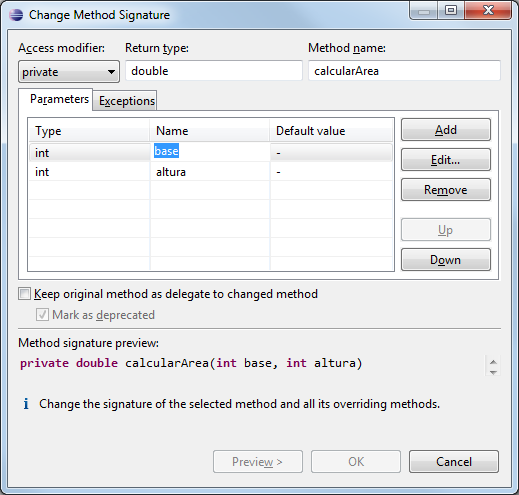 Change Method Signature
Access modifier: Return type: Method name:
private double calcularArea
Parameters Exceptions
Type Name Default value
int base -
int altura -
Add
Edit...
Remove
Up
Down
Keep original method as delegate to changed method
Mark as deprecated
Method signature preview:
private double calcularArea(int base, int altura)
Change the signature of the selected method and all its overriding methods.
Preview > OK Cancel